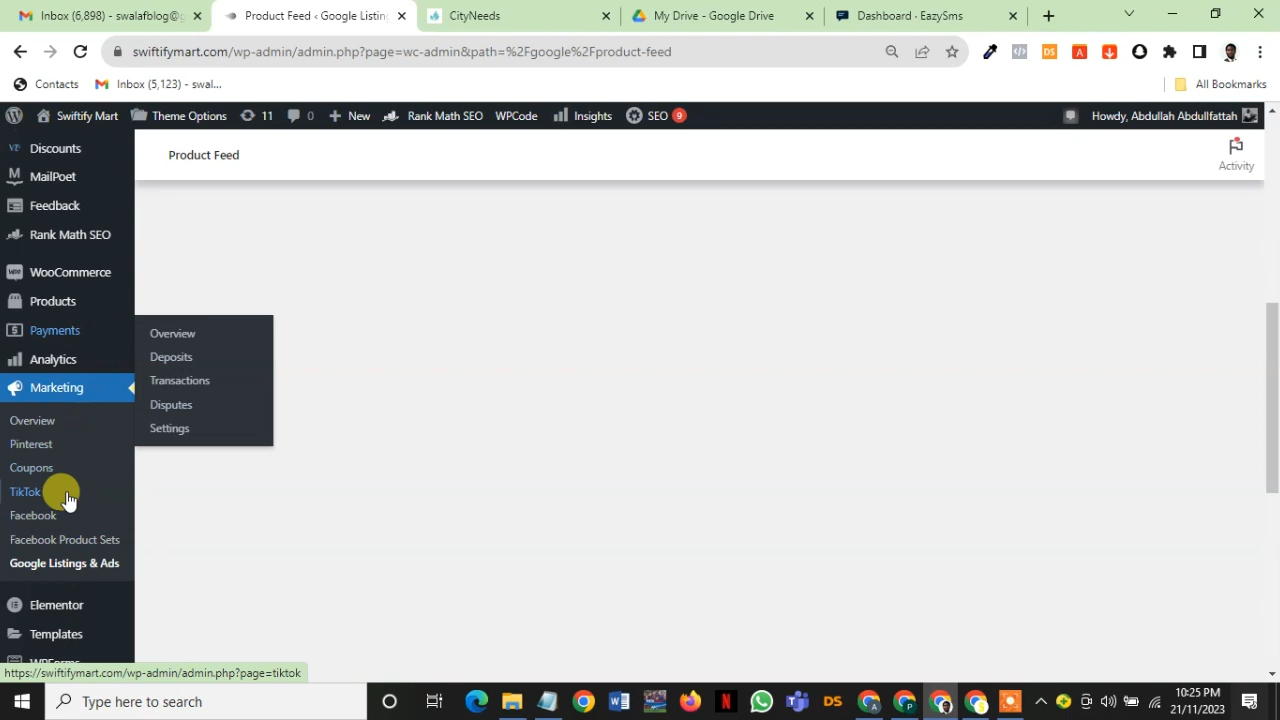 Inbox (6,898) - swalafblog@g
Product Feed ‹ Google Listing
CityNeeds
My Drive - Google Drive
Dashboard - EazySms
swiftifymart.com/wp-admin/admin.php?page=wc-admin&path=%2Fgoogle%2Fproduct-feed
Contacts
Inbox (5,123) - swal...
All Bookmarks
Swiftify Mart
Theme Options
11
0
New
Rank Math SEO
WPCode
Insights
SEO
9
Howdy, Abdullah Abdullfattah
Product Feed
Activity
Discounts
MailPoet
Feedback
Rank Math SEO
WooCommerce
Products
Payments
Analytics
Marketing
Overview
Deposits
Transactions
Disputes
Settings
Overview
Pinterest
Coupons
TikTok
Facebook
Facebook Product Sets
Google Listings & Ads
Elementor
Templates
WPForms
https://swiftifymart.com/wp-admin/admin.php?page=tiktok
Type here to search
10:25 PM
21/11/2023